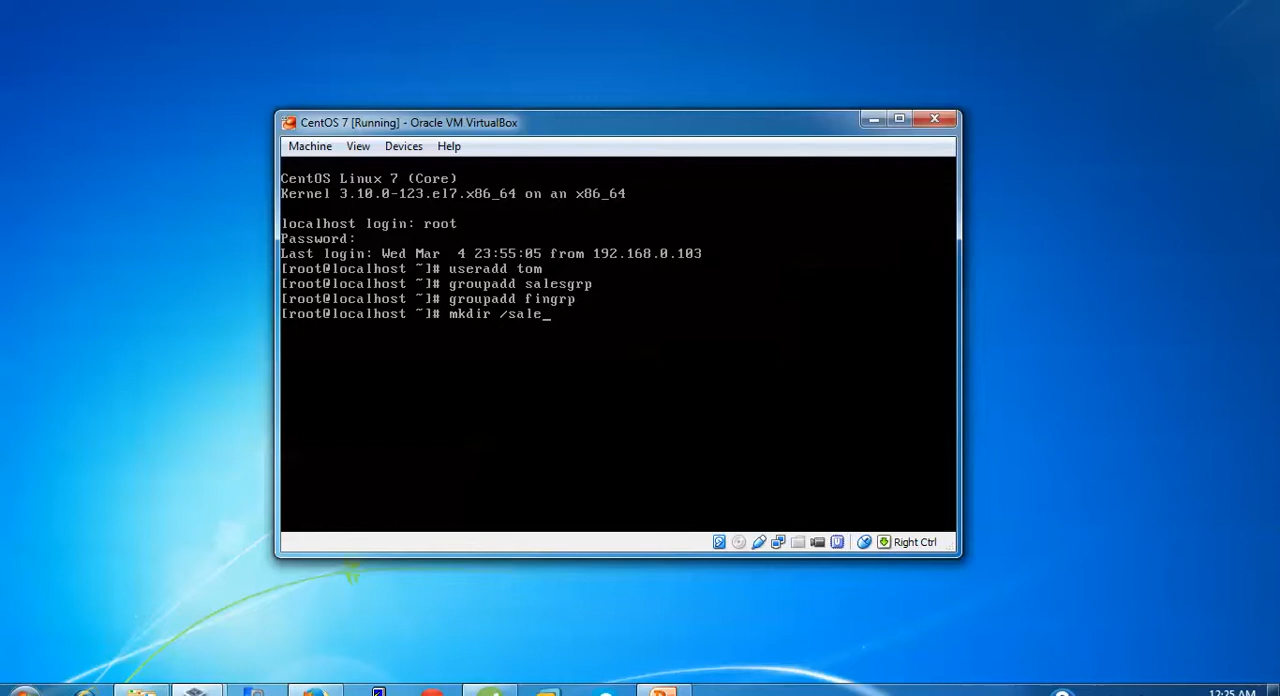 CentOS 7 [Running] - Oracle VM VirtualBox
Machine View Devices Help
CentOS Linux 7 (Core)
Kernel 3.10.0-123.el7.x86_64 on an x86_64
localhost login: root
Password:
Last login: Wed Mar  4 23:55:05 from 192.168.0.103
[root@localhost ~]# useradd tom
[root@localhost ~]# groupadd salesgrp
[root@localhost ~]# groupadd fingrp
[root@localhost ~]# mkdir /sale_
Right Ctrl
12:25 AM